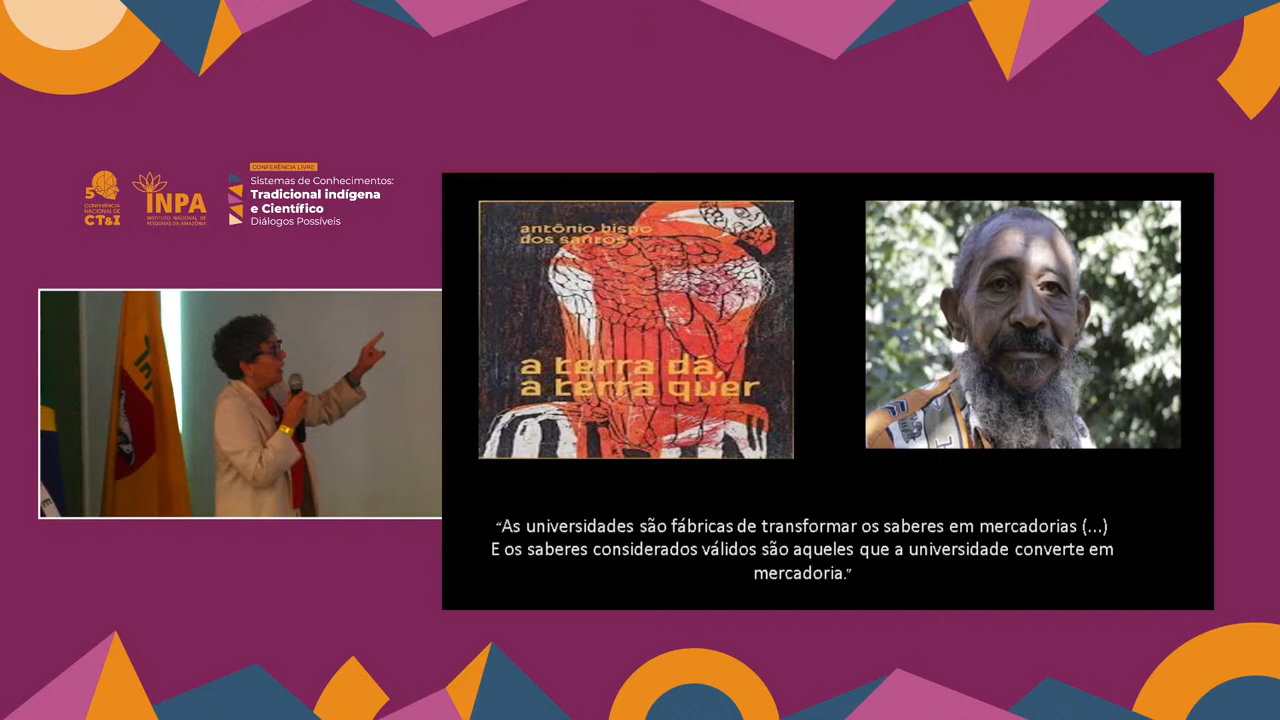 CONFERÊNCIA LIVRE
Sistemas de Conhecimentos:
Tradicional indígena
e Científico
Diálogos Possíveis
5
CONFERÊNCIA
NACIONAL DE
CT&I
INPA
INSTITUTO NACIONAL DE
PESQUISAS DA AMAZÔNIA
antônio bispo
dos santos
a terra dá,
a terra quer
“As universidades são fábricas de transformar os saberes em mercadorias (...)
E os saberes considerados válidos são aqueles que a universidade converte em
mercadoria.”